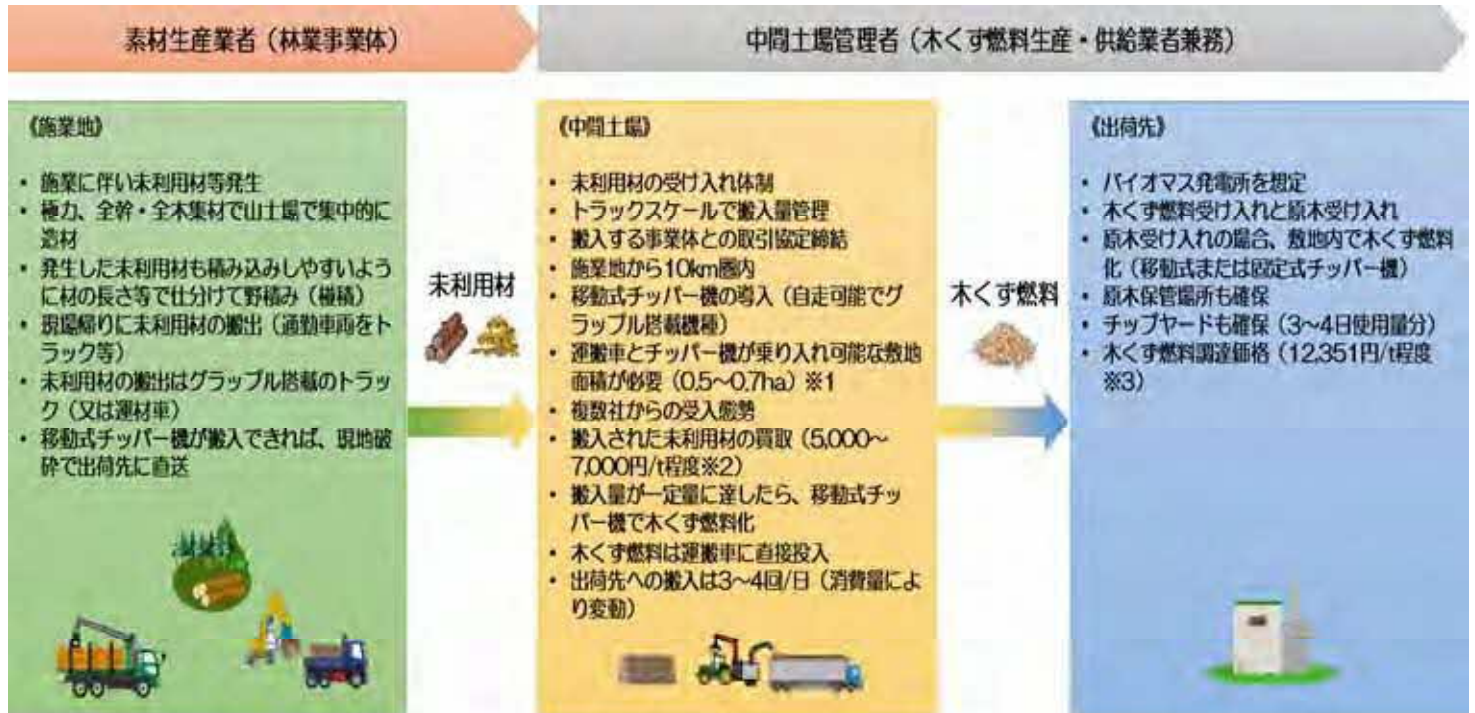 素材生産業者（林業事業体）
中間土場管理者（木くず燃料生産・供給業者兼務）
《施業地》
• 施業に伴い未利用材等発生
• 極力、全幹・全木集材で山土場で集中的に
造材
• 発生した未利用材も積み込みしやすいよう
に材の長さ等で仕分けて野積み（椪積）
• 現場帰りに未利用材の搬出（通勤車両をト
ラック等）
• 未利用材の搬出はグラップル搭載のトラッ
ク（又は運材車）
• 移動式チッパー機が搬入できれば、現地破
砕で出荷先に直送
未利用材
《中間土場》
• 未利用材の受け入れ体制
• トラックスケールで搬入量管理
• 搬入する事業体との取引協定締結
• 施業地から10km圏内
• 移動式チッパー機の導入（自走可能でグ
ラップル搭載機種）
• 運搬車とチッパー機が乗り入れ可能な敷地
面積が必要（0.5～0.7ha）※1
• 複数社からの受入態勢
• 搬入された未利用材の買取（5,000～
7,000円/t程度※2）
• 搬入量が一定量に達したら、移動式チッ
パー機で木くず燃料化
• 木くず燃料は運搬車に直接投入
• 出荷先への搬入は3～4回/日（消費量によ
り変動）
木くず燃料
《出荷先》
• バイオマス発電所を想定
• 木くず燃料受け入れと原木受け入れ
• 原木受け入れの場合、敷地内で木くず燃料
化（移動式または固定式チッパー機）
• 原木保管場所も確保
• チップヤードも確保（3～4日使用量分）
• 木くず燃料調達価格（12,351円/t程度
※3）